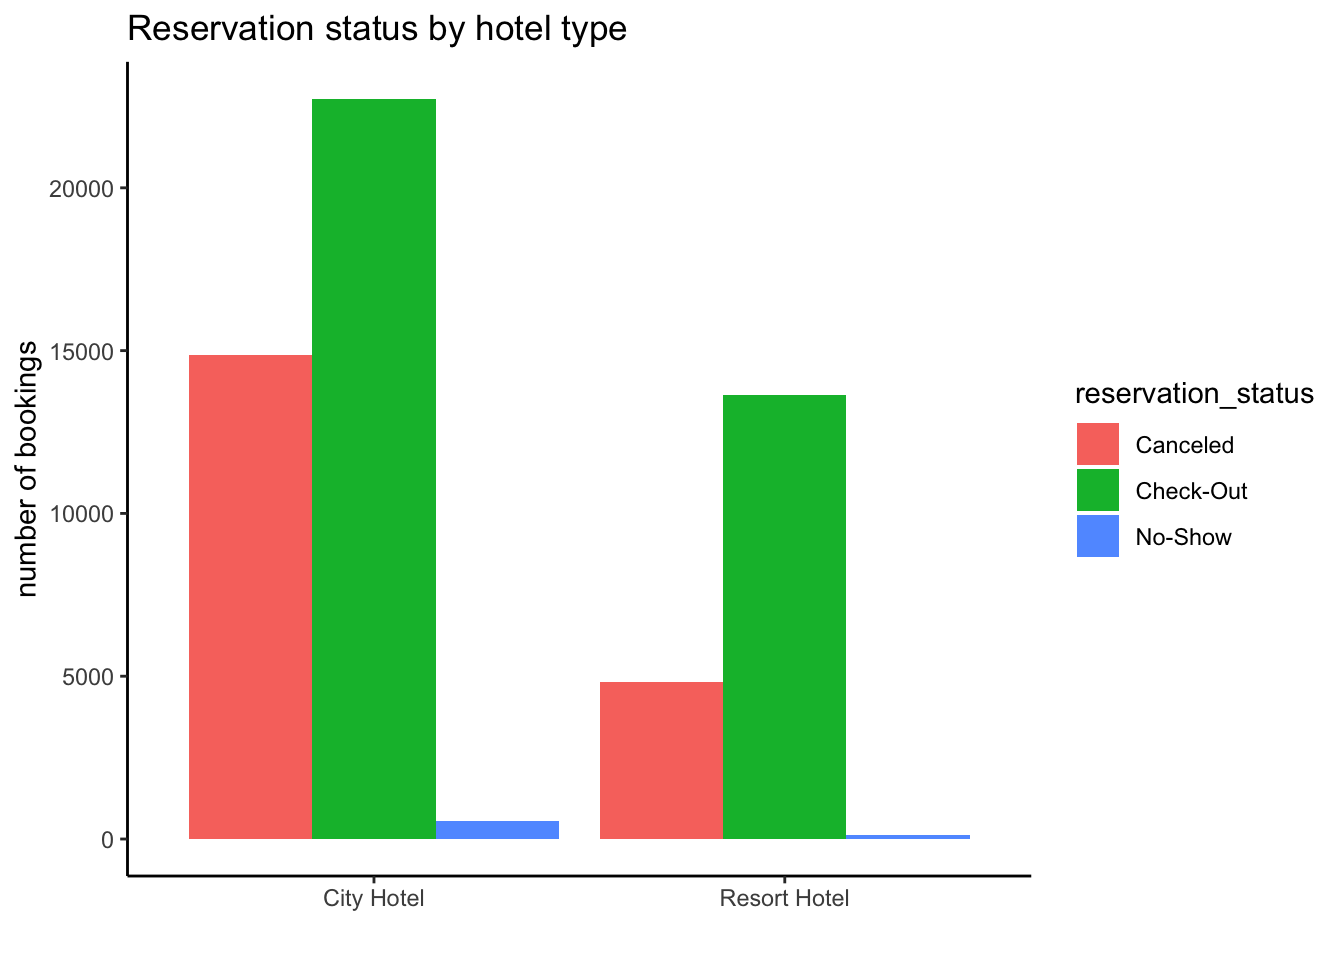 Reservation status by hotel type
number of bookings
20000
15000
10000
5000
0
City Hotel
Resort Hotel
reservation_status
Canceled
Check-Out
No-Show